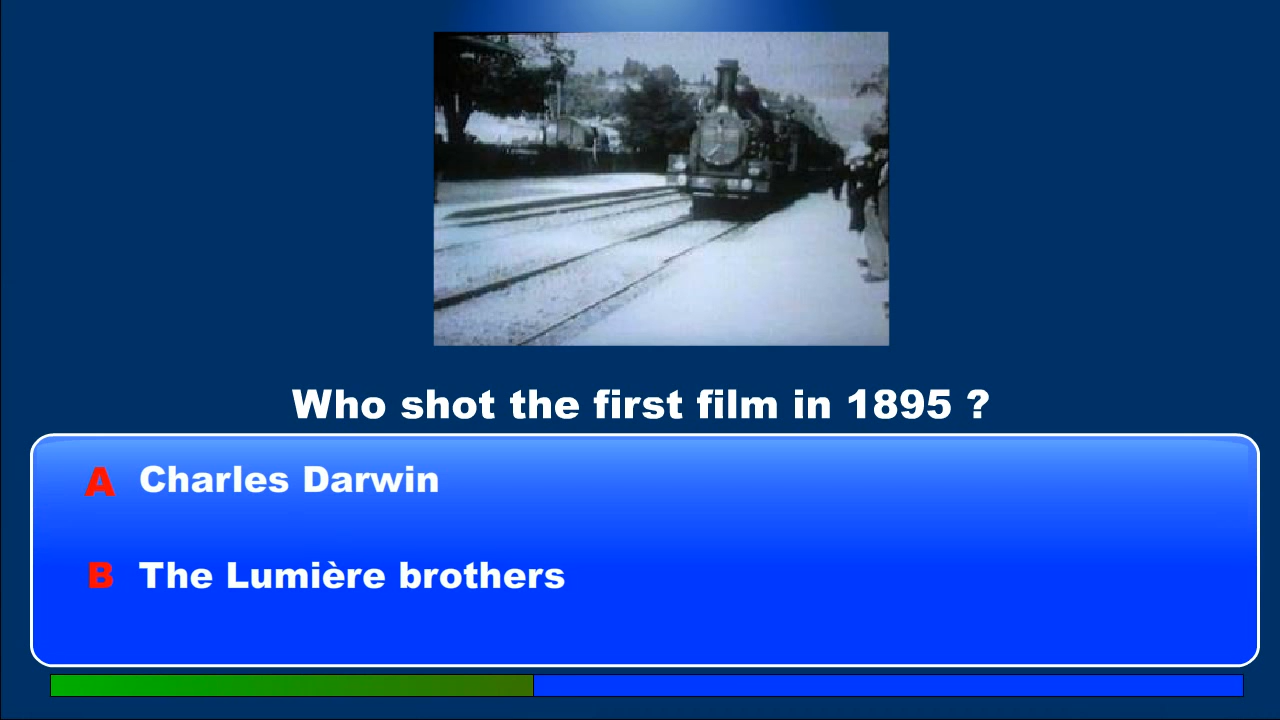 Who shot the first film in 1895 ?
A Charles Darwin
B The Lumière brothers